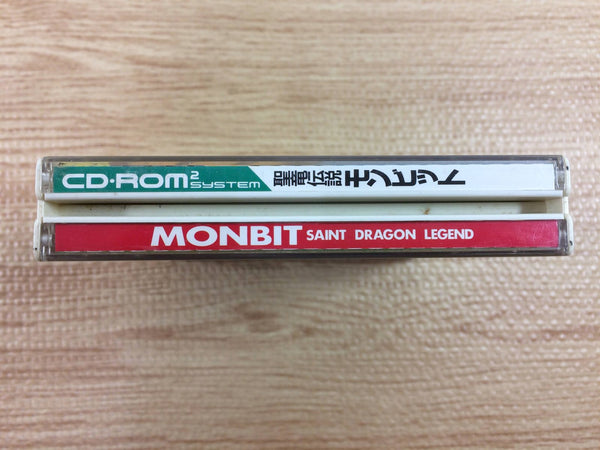 CD·ROM² SYSTEM 聖竜伝説モンビット
MONBIT SAINT DRAGON LEGEND